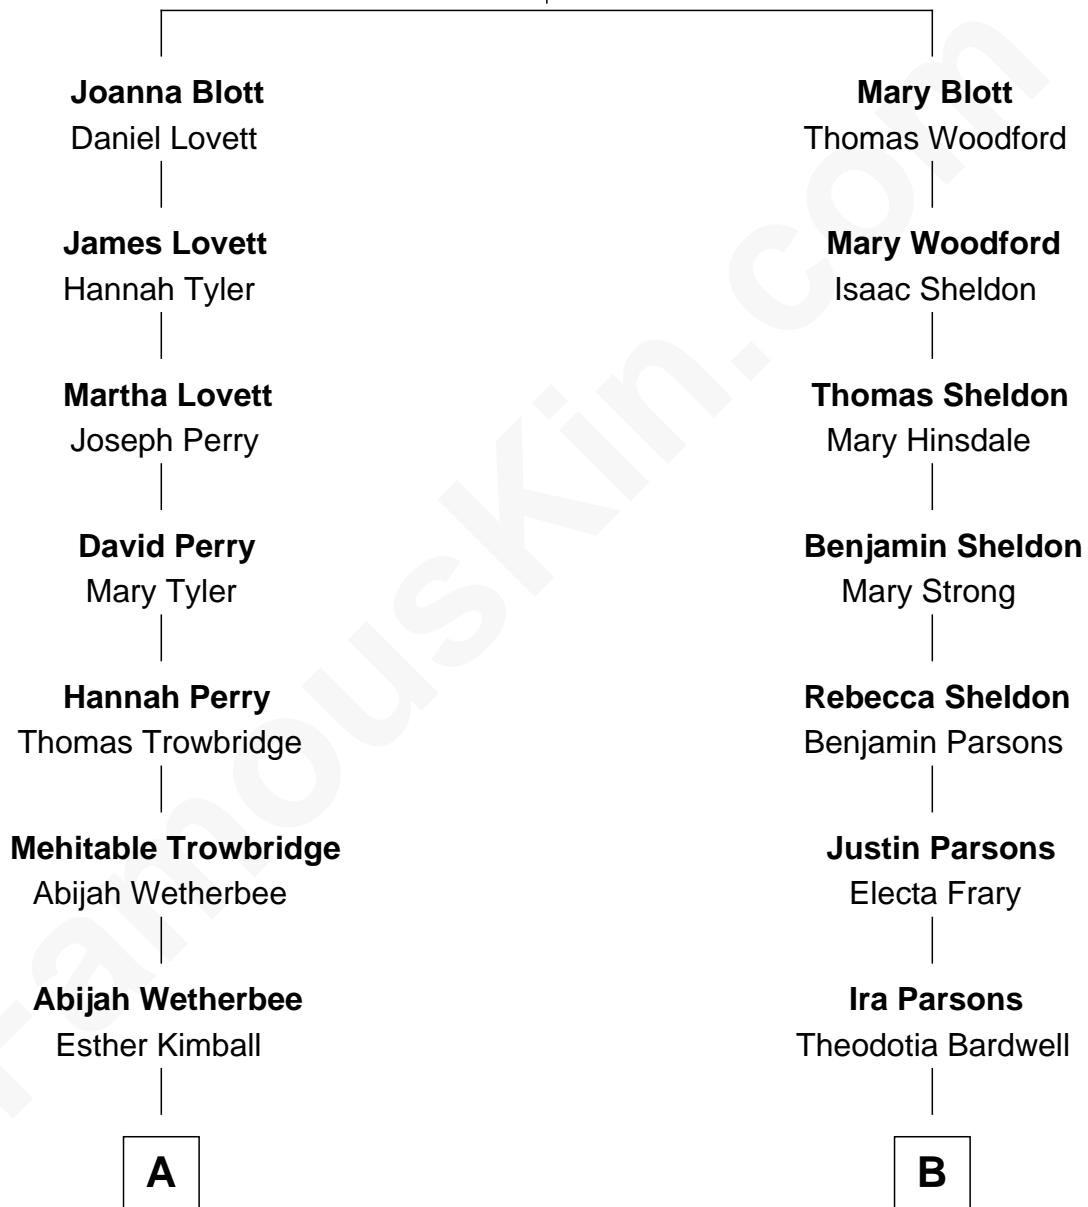 Joanna Blott
Daniel Lovett
James Lovett
Hannah Tyler
Martha Lovett
Joseph Perry
David Perry
Mary Tyler
Hannah Perry
Thomas Trowbridge
Mehitable Trowbridge
Abijah Wetherbee
Abijah Wetherbee
Esther Kimball
A
Mary Blott
Thomas Woodford
Mary Woodford
Isaac Sheldon
Thomas Sheldon
Mary Hinsdale
Benjamin Sheldon
Mary Strong
Rebecca Sheldon
Benjamin Parsons
Justin Parsons
Electa Frary
Ira Parsons
Theodotia Bardwell
B
FamousKin.com